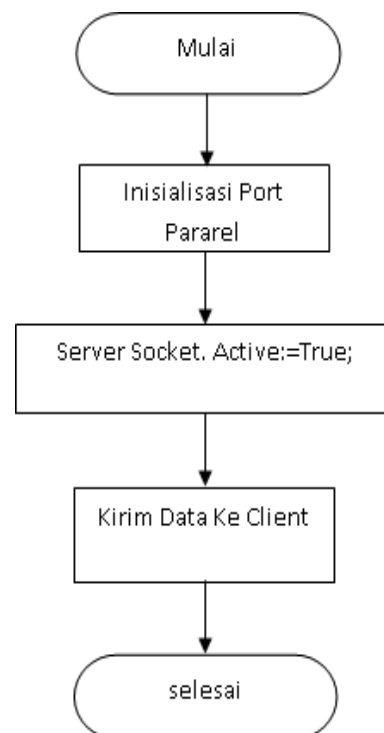 Mulai
Inisialisasi Port
Pararel
Server Socket. Active:=True;
Kirim Data Ke Client
selesai